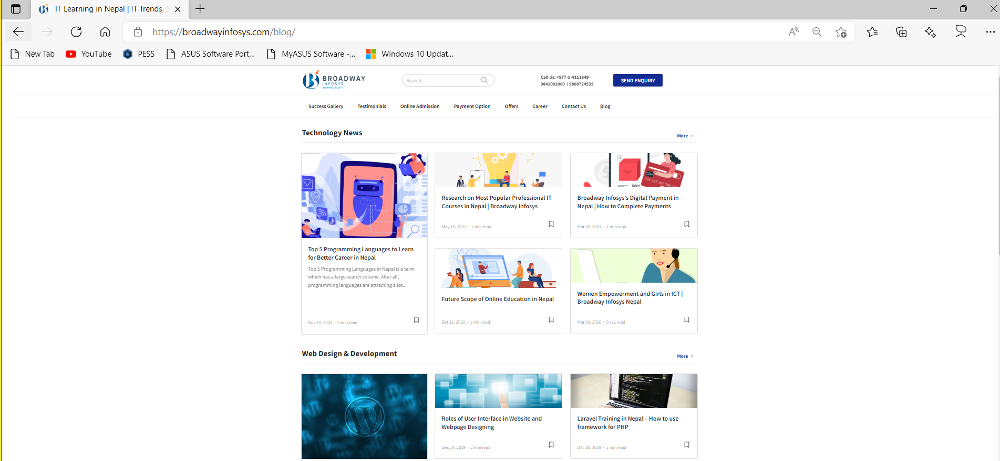 IT Learning in Nepal | IT Trends,
https://broadwayinfosys.com/blog/
New Tab
YouTube
PESS
ASUS Software Port...
MyASUS Software -...
Windows 10 Updat...
BROADWAY
INFOSYS
INSPIRING GROWTH
Search...
Call Us: +977-1-4111849
9841002000 / 9808724535
SEND ENQUIRY
Success Gallery
Testimonials
Online Admission
Payment Option
Offers
Career
Contact Us
Blog
Technology News
More
Top 5 Programming Languages to Learn
for Better Career in Nepal
Top 5 Programming Languages in Nepal is a term
which has a large search volume. After all,
programming languages are attracting a lot...
Nov 15, 2021 - 3 min read
Research on Most Popular Professional IT
Courses in Nepal | Broadway Infosys
May 10, 2021 - 1 min read
50
124 456 367 789
Broadway Infosys's Digital Payment in
Nepal | How to Complete Payments
Mar 22, 2021 - 1 min read
Future Scope of Online Education in Nepal
Oct 11, 2020 - 1 min read
Women Empowerment and Girls in ICT |
Broadway Infosys Nepal
Mar 24, 2020 - 0 sec read
Web Design & Development
More
Roles of User Interface in Website and
Webpage Designing
Dec 14, 2019 - 2 min read
Laravel Training in Nepal – How to use
framework for PHP
Dec 10, 2019 - 1 min read